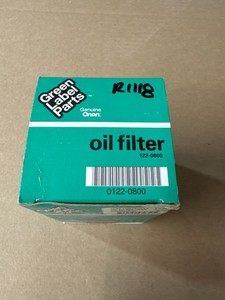 Green
Label
Parts
Genuine
Onan
R1118
oil filter
122-0800
0122-0800